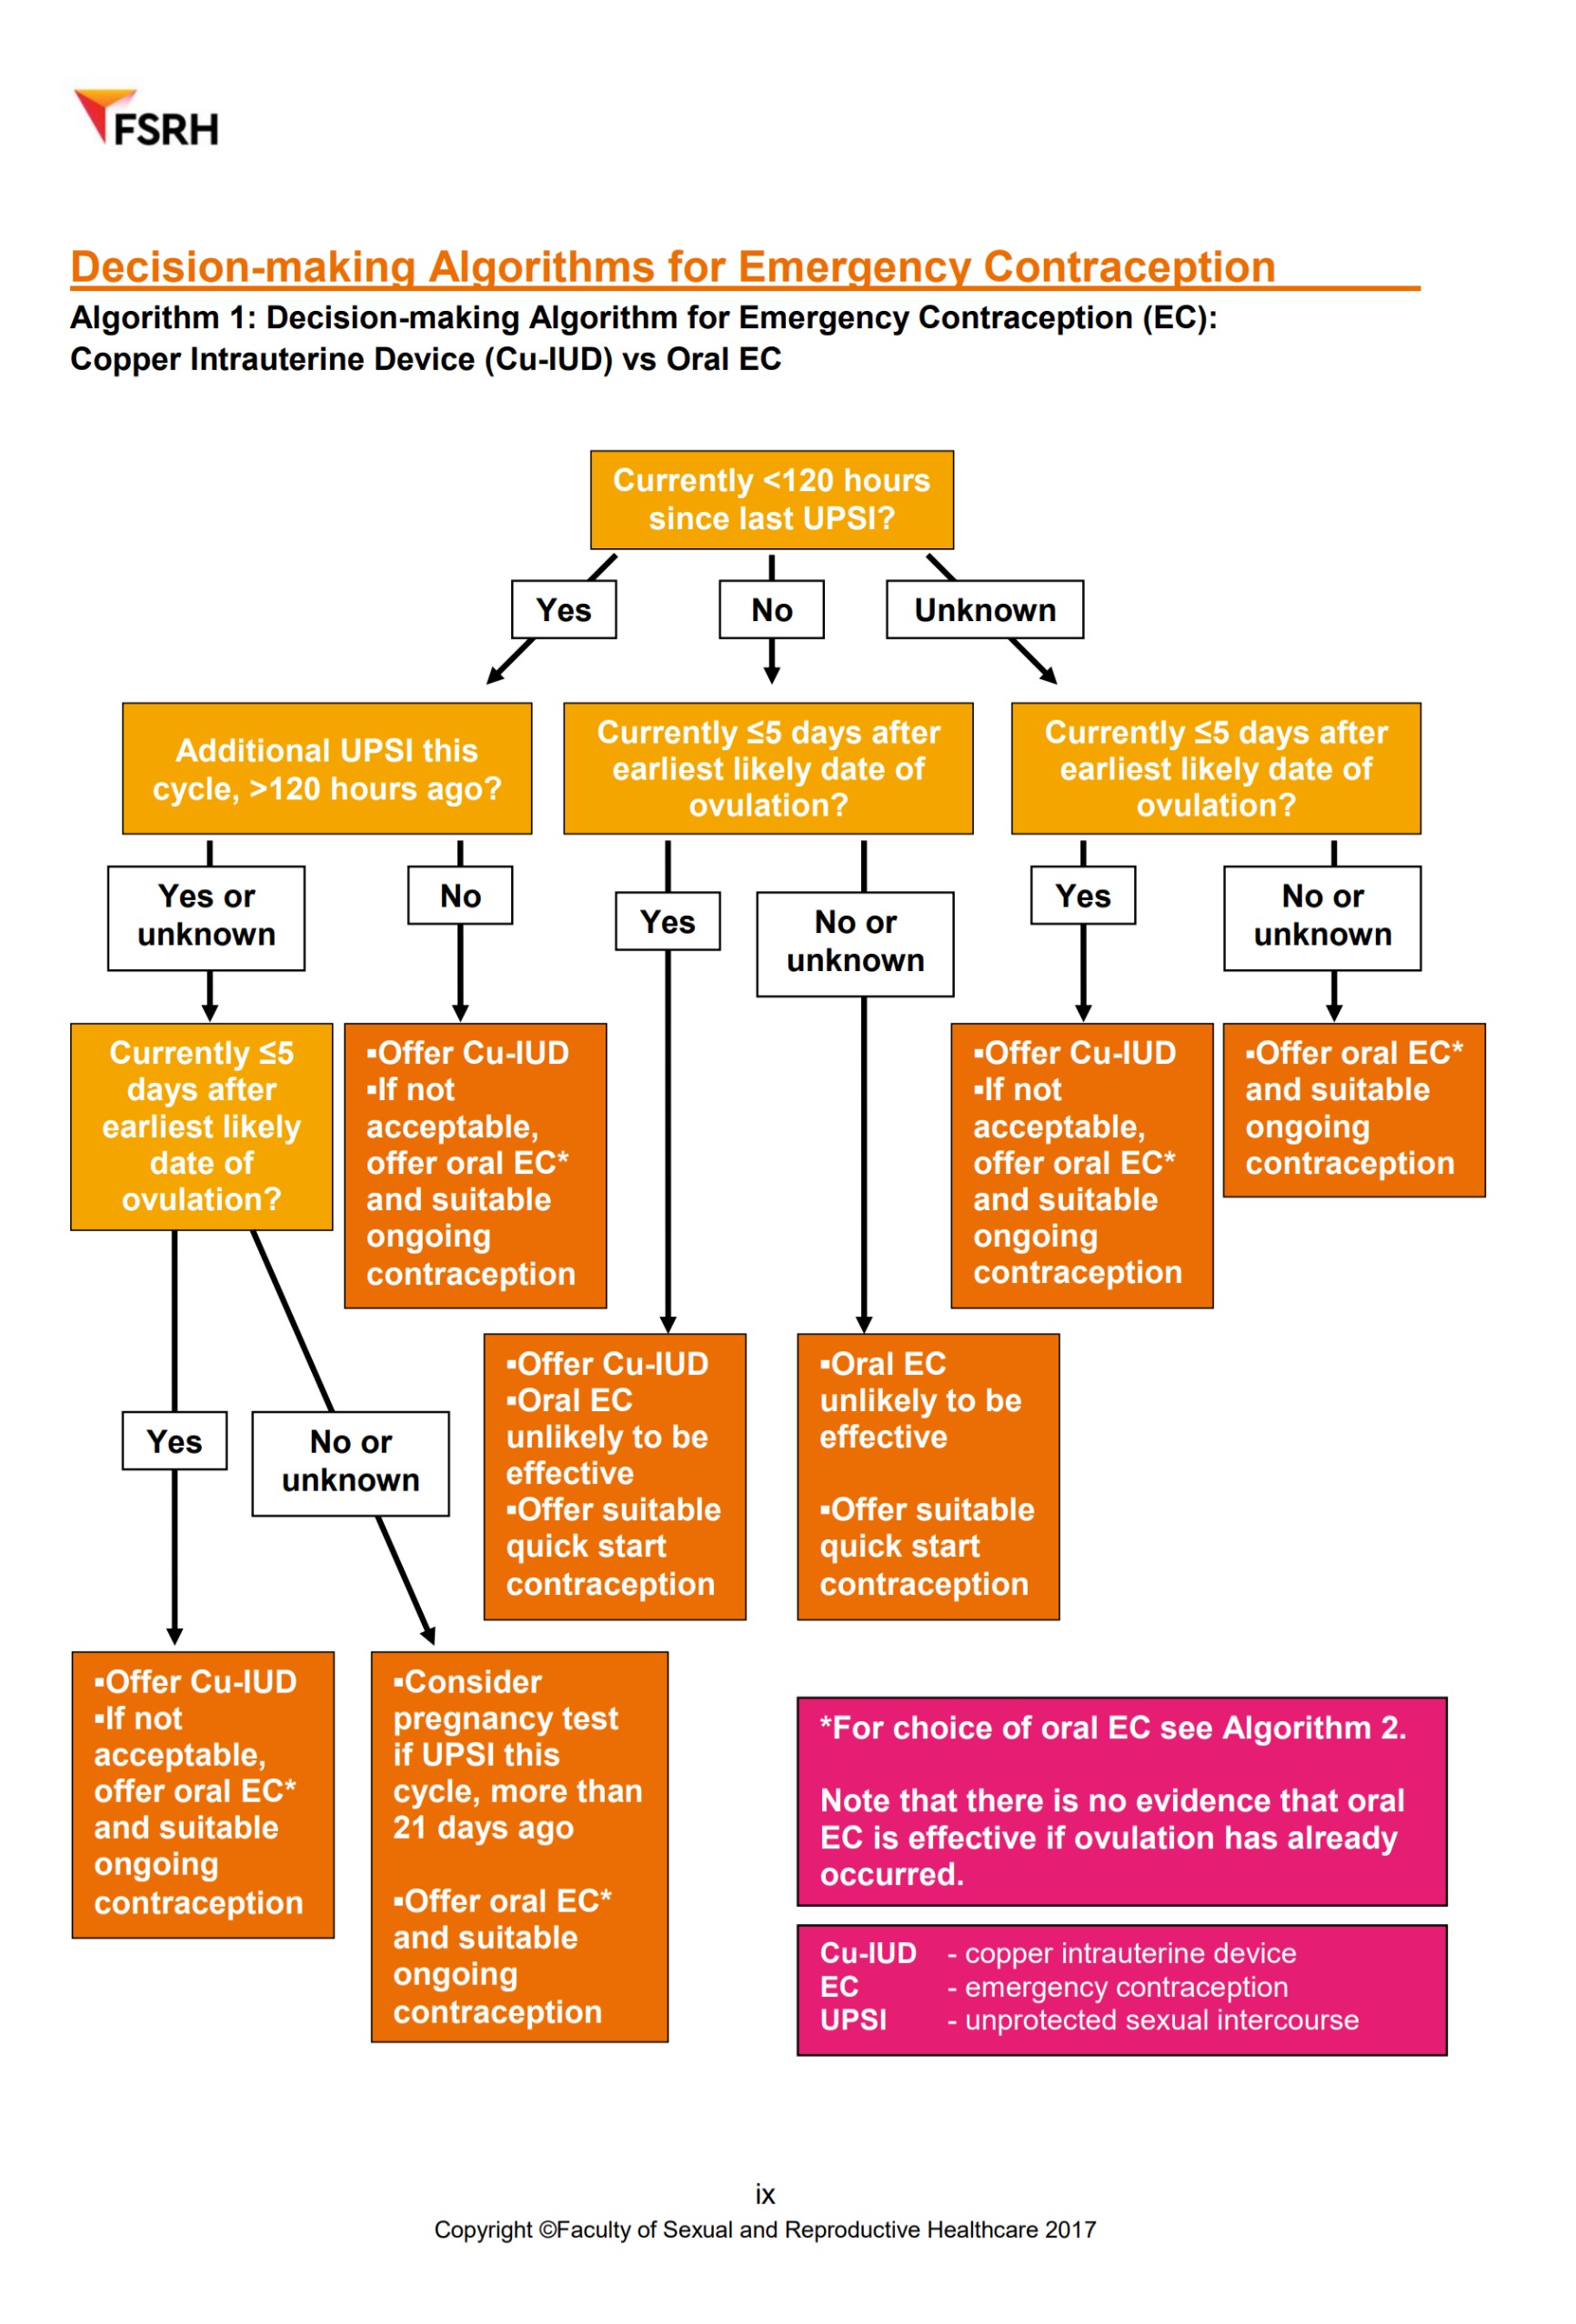 FSRH
Decision-making Algorithms for Emergency Contraception
Algorithm 1: Decision-making Algorithm for Emergency Contraception (EC):
Copper Intrauterine Device (Cu-IUD) vs Oral EC
Currently <120 hours
since last UPSI?
Yes
No
Unknown
Additional UPSI this
cycle, >120 hours ago?
Currently ≤5 days after
earliest likely date of
ovulation?
Currently ≤5 days after
earliest likely date of
ovulation?
Yes or
unknown
No
Yes
No or
unknown
Yes
No or
unknown
Currently ≤5
days after
earliest likely
date of
ovulation?
▪Offer Cu-IUD
▪If not
acceptable,
offer oral EC*
and suitable
ongoing
contraception
▪Offer Cu-IUD
▪If not
acceptable,
offer oral EC*
and suitable
ongoing
contraception
▪Offer oral EC*
and suitable
ongoing
contraception
▪Offer Cu-IUD
▪Oral EC
unlikely to be
effective
▪Offer suitable
quick start
contraception
▪Oral EC
unlikely to be
effective
▪Offer suitable
quick start
contraception
Yes
No or
unknown
▪Offer Cu-IUD
▪If not
acceptable,
offer oral EC*
and suitable
ongoing
contraception
▪Consider
pregnancy test
if UPSI this
cycle, more than
21 days ago
▪Offer oral EC*
and suitable
ongoing
contraception
*For choice of oral EC see Algorithm 2.
Note that there is no evidence that oral
EC is effective if ovulation has already
occurred.
Cu-IUD - copper intrauterine device
EC - emergency contraception
UPSI - unprotected sexual intercourse
ix
Copyright ©Faculty of Sexual and Reproductive Healthcare 2017